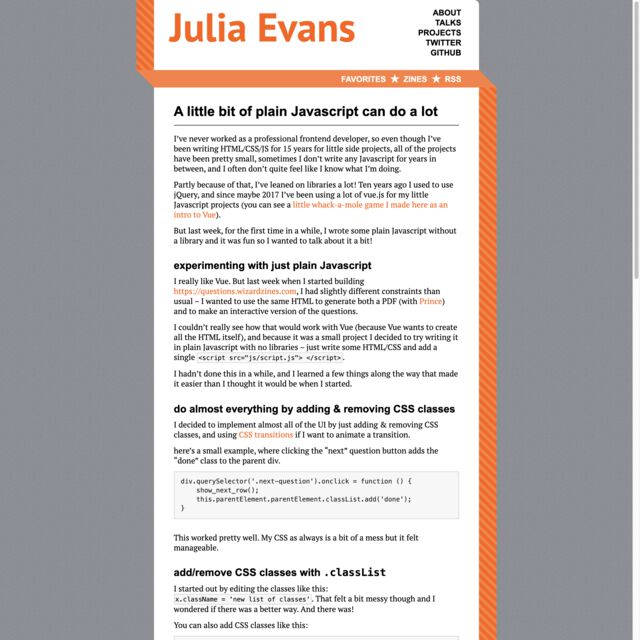 Julia Evans
ABOUT
TALKS
PROJECTS
TWITTER
GITHUB
FAVORITES ★ ZINES ★ RSS
A little bit of plain Javascript can do a lot
I've never worked as a professional frontend developer, so even though I've
been writing HTML/CSS/JS for 15 years for little side projects, all of the projects
have been pretty small, sometimes I don't write any Javascript for years in
between, and I often don't quite feel like I know what I'm doing.
Partly because of that, I've leaned on libraries a lot! Ten years ago I used to use
jQuery, and since maybe 2017 I've been using a lot of vue.js for my little
Javascript projects (you can see a little whack-a-mole game I made here as an
intro to Vue).
But last week, for the first time in a while, I wrote some plain Javascript without
a library and it was fun so I wanted to talk about it a bit!
experimenting with just plain Javascript
I really like Vue. But last week when I started building
https://questions.wizardzines.com, I had slightly different constraints than
usual – I wanted to use the same HTML to generate both a PDF (with Prince)
and to make an interactive version of the questions.
I couldn't really see how that would work with Vue (because Vue wants to create
all the HTML itself), and because it was a small project I decided to try writing it
in plain Javascript with no libraries – just write some HTML/CSS and add a
single <script src="js/script.js"> </script>.
I hadn't done this in a while, and I learned a few things along the way that made
it easier than I thought it would be when I started.
do almost everything by adding & removing CSS classes
I decided to implement almost all of the UI by just adding & removing CSS
classes, and using CSS transitions if I want to animate a transition.
here's a small example, where clicking the "next" question button adds the
"done" class to the parent div.
div.querySelector('.next-question').onclick = function () {
    show_next_row();
    this.parentElement.parentElement.classList.add('done');
}
This worked pretty well. My CSS as always is a bit of a mess but it felt
manageable.
add/remove CSS classes with .classList
I started out by editing the classes like this:
x.className = 'new list of classes'. That felt a bit messy though and I
wondered if there was a better way. And there was!
You can also add CSS classes like this: